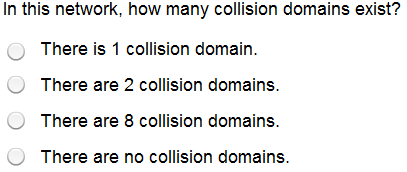 In this network, how many collision domains exist?
There is 1 collision domain.
There are 2 collision domains.
There are 8 collision domains.
There are no collision domains.